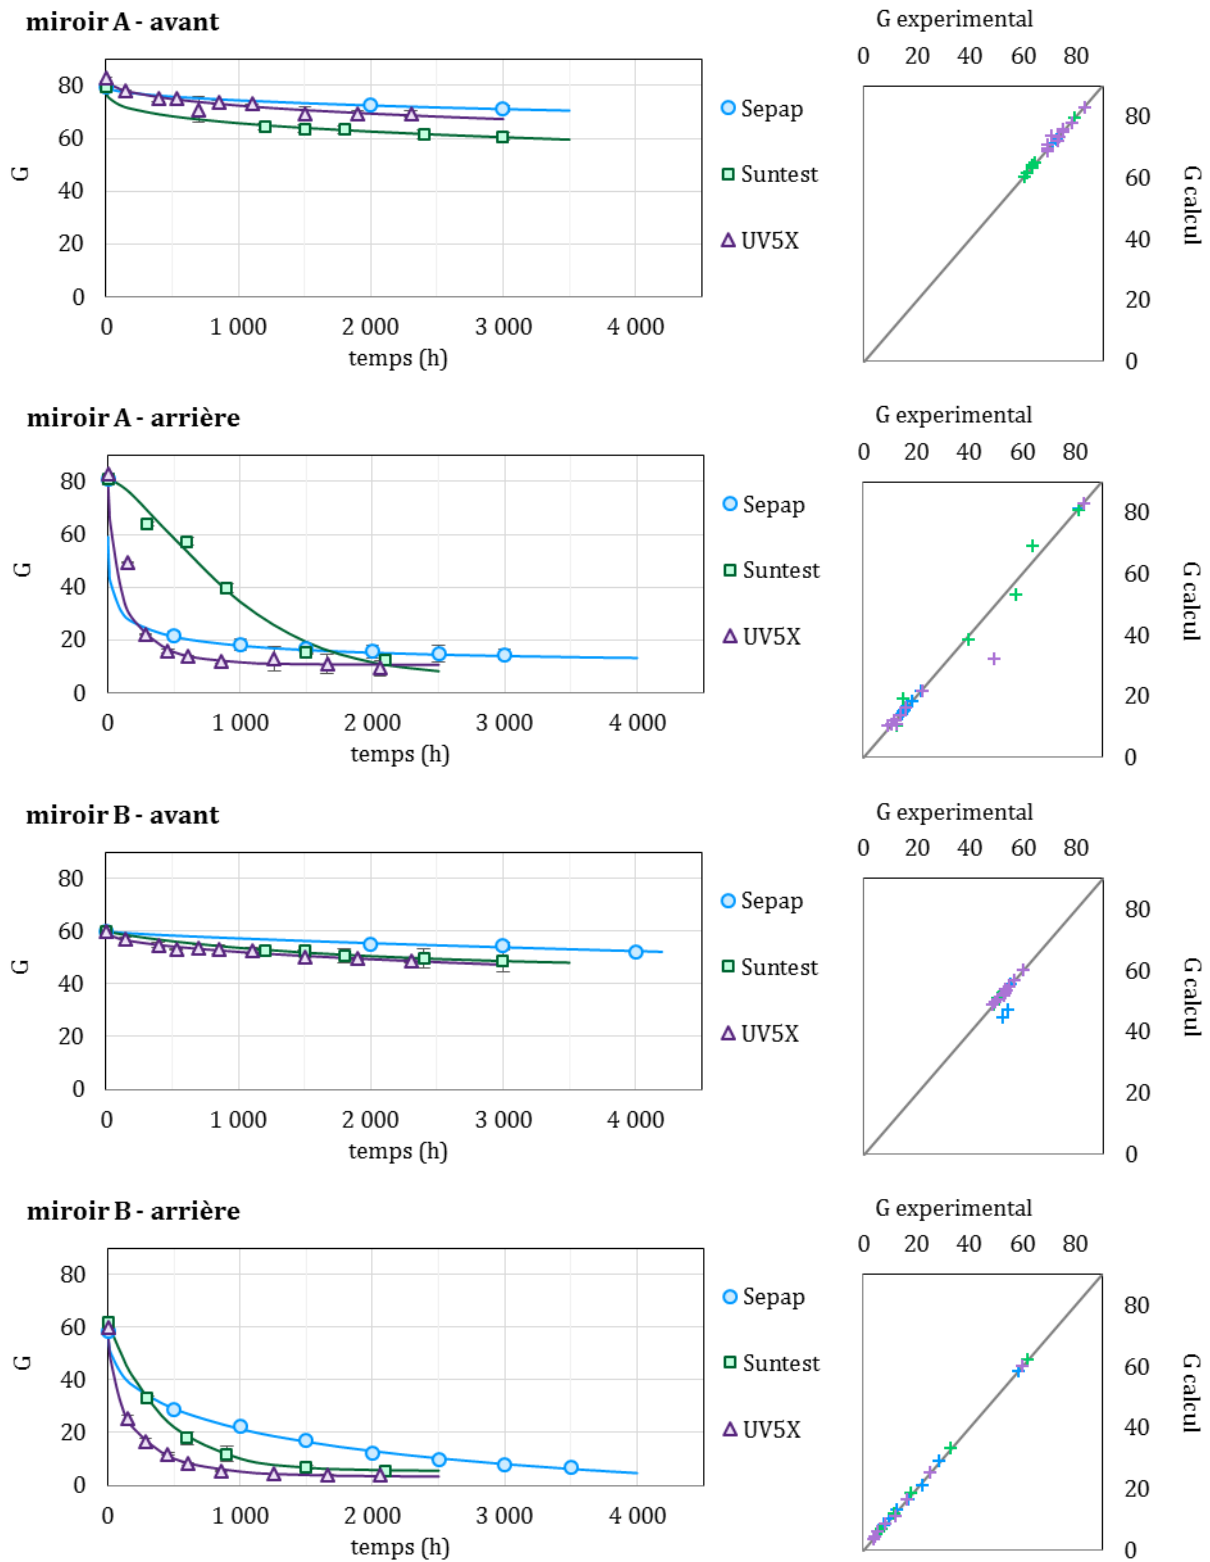 miroir A - avant
G experimental
0 20 40 60 80
80
60
40
20
0
G
0 1 000 2 000 3 000 4 000
temps (h)
Sepap
Suntest
UV5X
80
60
40
20
0
G calcul
miroir A - arrière
G experimental
0 20 40 60 80
80
60
40
20
0
G
0 1 000 2 000 3 000 4 000
temps (h)
Sepap
Suntest
UV5X
80
60
40
20
0
G calcul
miroir B - avant
G experimental
0 20 40 60 80
80
60
40
20
0
G
0 1 000 2 000 3 000 4 000
temps (h)
Sepap
Suntest
UV5X
80
60
40
20
0
G calcul
miroir B - arrière
G experimental
0 20 40 60 80
80
60
40
20
0
G
0 1 000 2 000 3 000 4 000
temps (h)
Sepap
Suntest
UV5X
80
60
40
20
0
G calcul